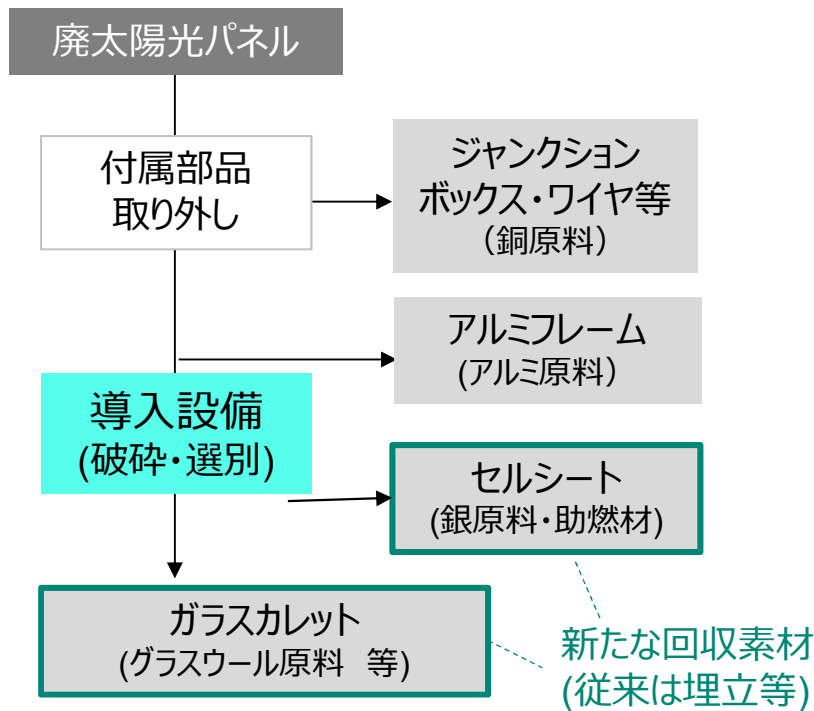 廃太陽光パネル
付属部品
取り外し
ジャンクション
ボックス・ワイヤ等
（銅原料）
アルミフレーム
(アルミ原料）
導入設備
(破砕・選別)
セルシート
(銀原料・助燃材)
ガラスカレット
(グラスウール原料　等)
新たな回収素材
(従来は埋立等)